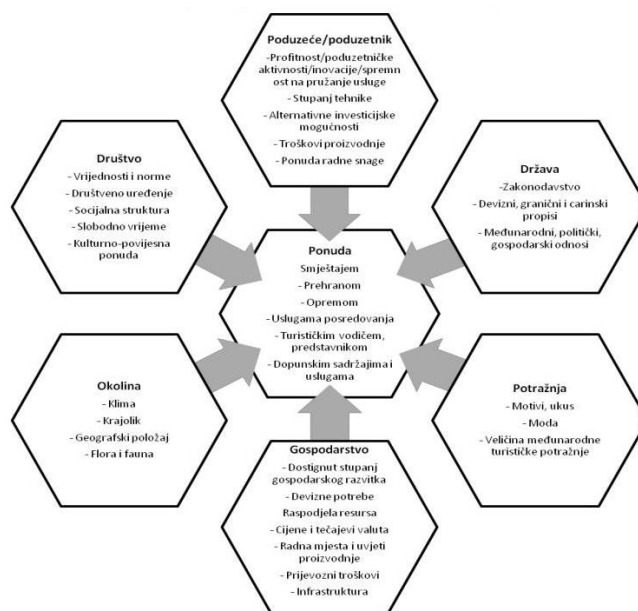 Poduzeće/poduzetnik
-Profitnost/poduzetničke
aktivnosti/inovacije/spremn
ost na pružanje usluge
- Stupanj tehnike
- Alternativne investicijske
mogućnosti
- Troškovi proizvodnje
- Ponuda radne snage
Društvo
- Vrijednosti i norme
- Društveno uređenje
- Socijalna struktura
- Slobodno vrijeme
- Kulturno-povijesna
ponuda
Država
-Zakonodavstvo
- Devizni, granični i carinski
propisi
- Međunarodni, politički,
gospodarski odnosi
Ponuda
Smještajem
- Prehranom
- Opremom
- Uslugama posredovanja
- Turističkim vodičem,
predstavnikom
- Dopunskim sadržajima i
uslugama
Okolina
- Klima
- Krajolik
- Geografski položaj
- Flora i fauna
Potražnja
- Motivi, ukus
- Moda
- Veličina međunarodne
turističke potražnje
Gospodarstvo
- Dostignut stupanj
gospodarskog razvitka
- Devizne potrebe
Raspodjela resursa
- Cijene i tečajevi valuta
- Radna mjesta i uvjeti
proizvodnje
- Prijevozni troškovi
- Infrastruktura